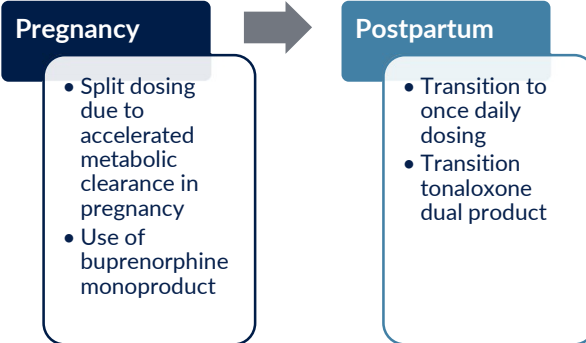 Pregnancy
• Split dosing
due to
accelerated
metabolic
clearance in
pregnancy
• Use of
buprenorphine
monoproduct
Postpartum
• Transition to
once daily
dosing
• Transition
tonaloxone
dual product